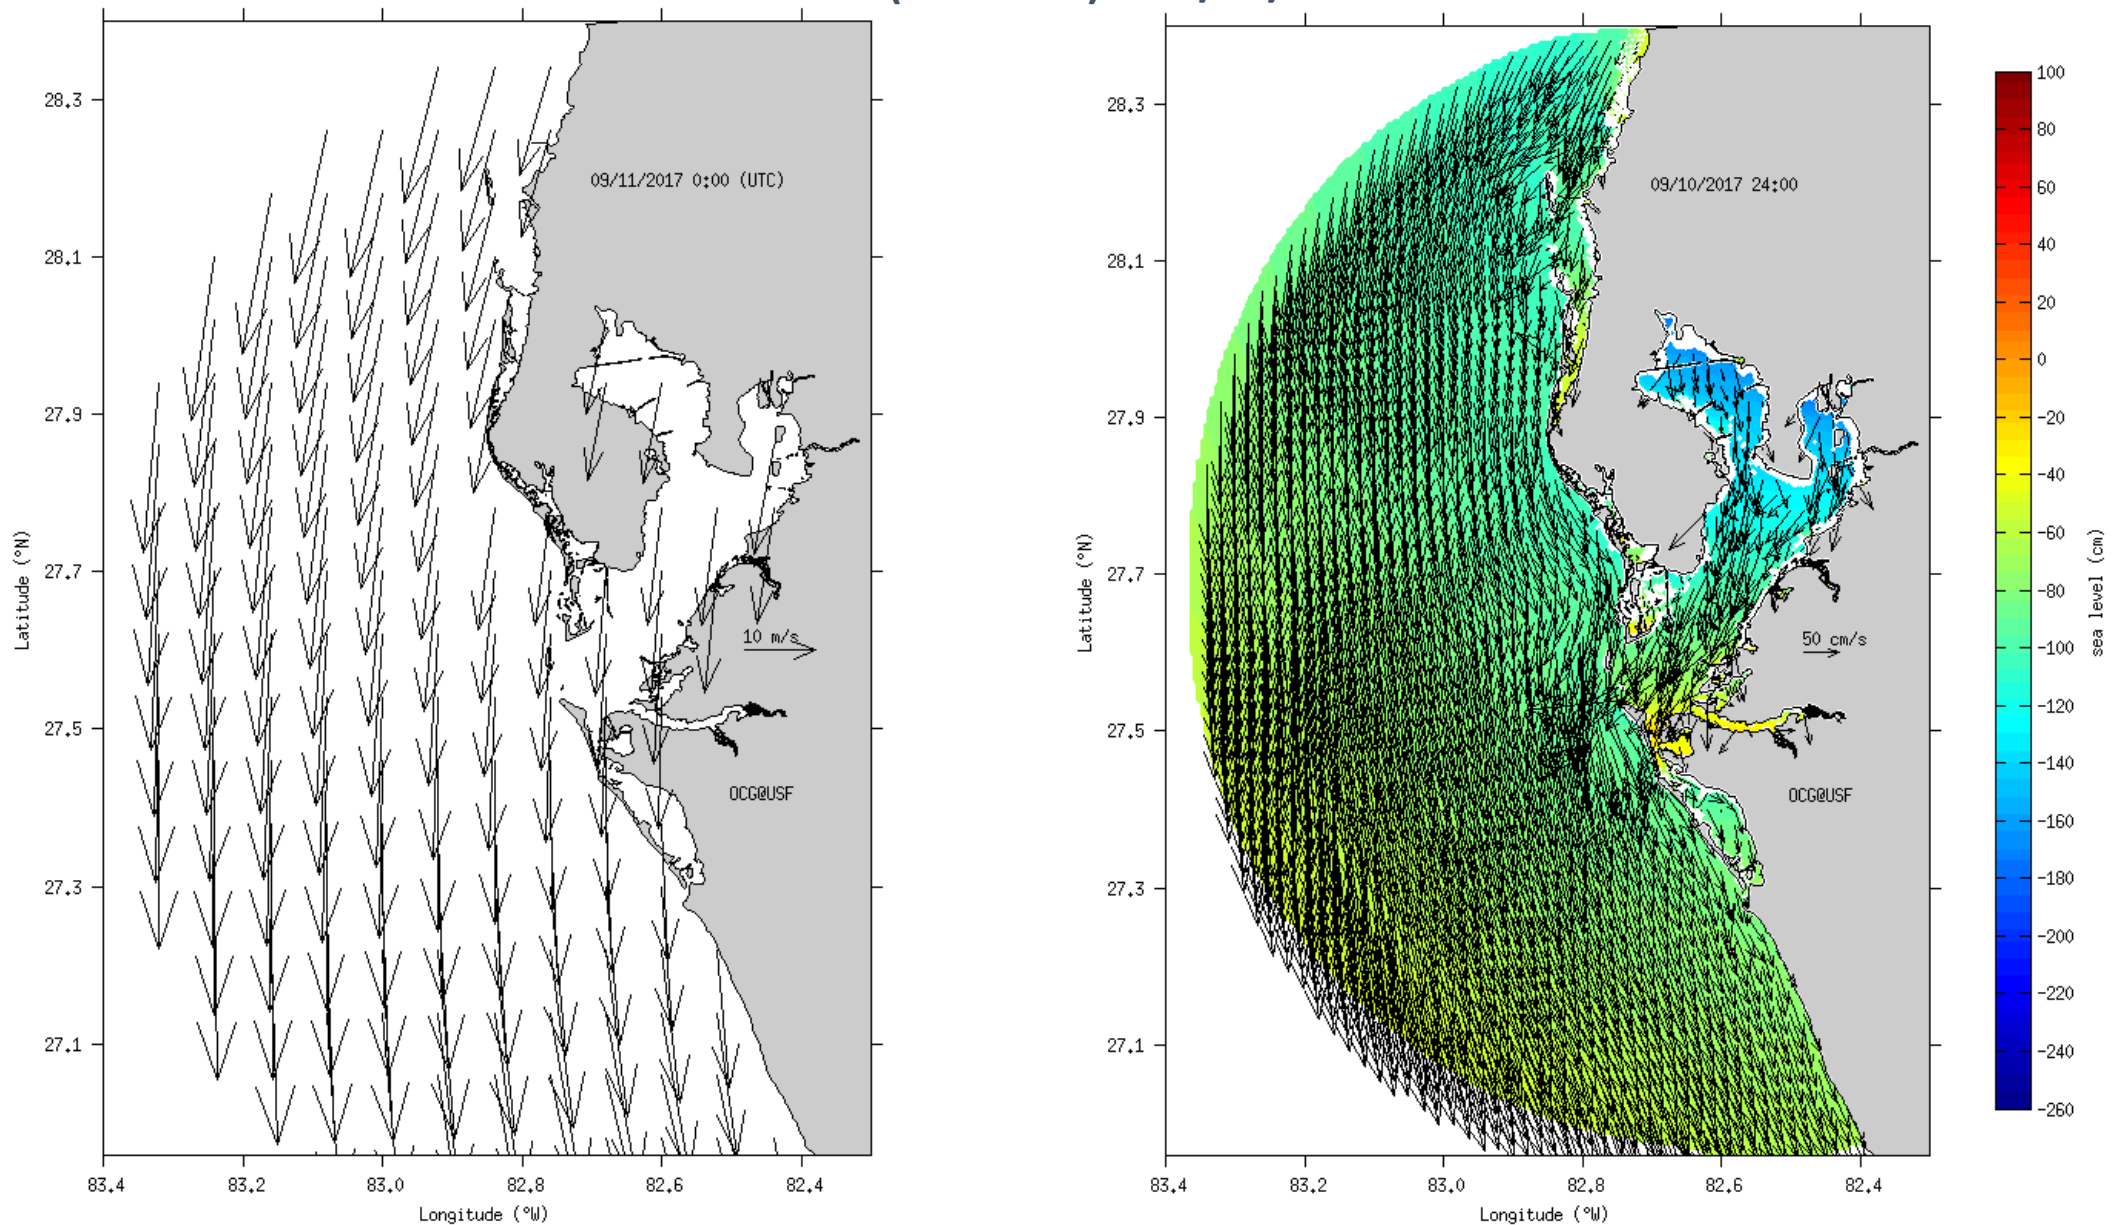 09/11/2017 0:00 (UTC)
10 m/s
OCG@USF
28.3
28.1
27.9
27.7
27.5
27.3
27.1
Latitude (°N)
83.4 83.2 83.0 82.8 82.6 82.4
Longitude (°W)
09/10/2017 24:00
50 cm/s
OCG@USF
28.3
28.1
27.9
27.7
27.5
27.3
27.1
Latitude (°N)
83.4 83.2 83.0 82.8 82.6 82.4
Longitude (°W)
100
80
60
40
20
0
-20
-40
-60
-80
-100
-120
-140
-160
-180
-200
-220
-240
-260
sea level (cm)